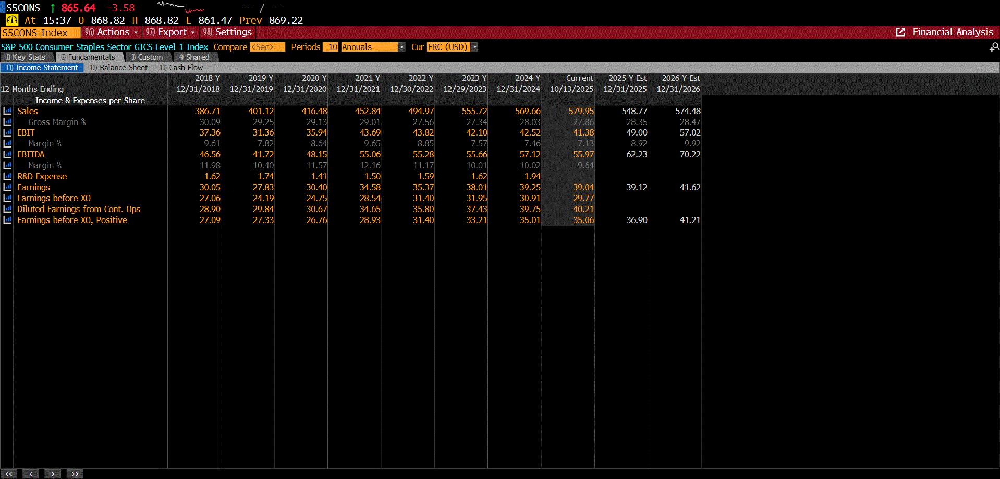 S5CONS ↑ 865.64 -3.58 -- / --
At 15:37 O 868.82 H 868.82 L 861.47 Prev 869.22
S5CONS Index 96) Actions 97) Export 98) Settings Financial Analysis
S&P 500 Consumer Staples Sector GICS Level 1 Index Compare <Sec> Periods 10 Annuals Cur FRC (USD)
1) Key Stats 2) Fundamentals 3) Custom 4) Shared
11) Income Statement 12) Balance Sheet 13) Cash Flow
2018 Y 2019 Y 2020 Y 2021 Y 2022 Y 2023 Y 2024 Y Current 2025 Y Est 2026 Y Est
12 Months Ending 12/31/2018 12/31/2019 12/31/2020 12/31/2021 12/30/2022 12/29/2023 12/31/2024 10/13/2025 12/31/2025 12/31/2026
Income & Expenses per Share
Sales 386.71 401.12 416.48 452.84 494.97 555.72 569.66 579.95 548.77 574.48
Gross Margin % 30.09 29.25 29.13 29.01 27.56 27.34 28.03 27.86 28.35 28.47
EBIT 37.36 31.36 35.94 43.69 43.82 42.10 42.52 41.38 49.00 57.02
Margin % 9.61 7.82 8.64 9.65 8.85 7.57 7.46 7.13 8.92 9.92
EBITDA 46.56 41.72 48.15 55.06 55.28 55.66 57.12 55.97 62.23 70.22
Margin % 11.98 10.40 11.57 12.16 11.17 10.01 10.02 9.64
R&D Expense 1.62 1.74 1.41 1.50 1.59 1.62 1.94
Earnings 30.05 27.83 30.40 34.58 35.37 38.01 39.25 39.04 39.12 41.62
Earnings before XO 27.06 24.19 24.75 28.54 31.40 31.95 30.91 29.77
Diluted Earnings from Cont. Ops 28.90 29.84 30.67 34.65 35.80 37.43 39.75 40.21
Earnings before XO, Positive 27.09 27.33 26.76 28.93 31.40 33.21 35.01 35.06 36.90 41.21
<< < > >>